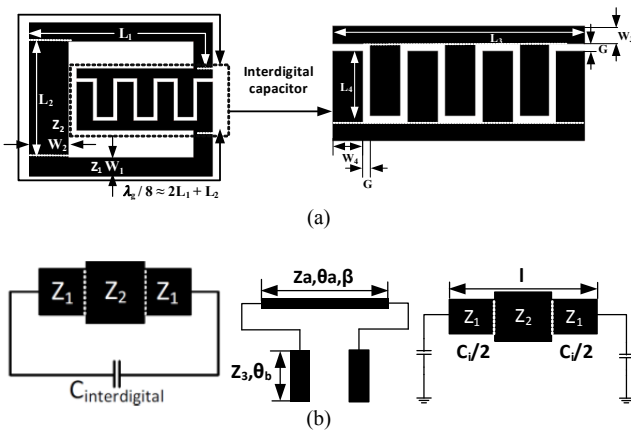 L₁
L₂
Z₂
W₂
Z₁ W₁
λg / 8 ≈ 2L₁ + L₂
Interdigital
capacitor
L₃
L₄
G
W₄
G
(a)
Z₁ Z₂ Z₁
Cinterdigital
Za,θa,β
Z₃,θb
l
Z₁ Z₂ Z₁
Cᵢ/2 Cᵢ/2
(b)